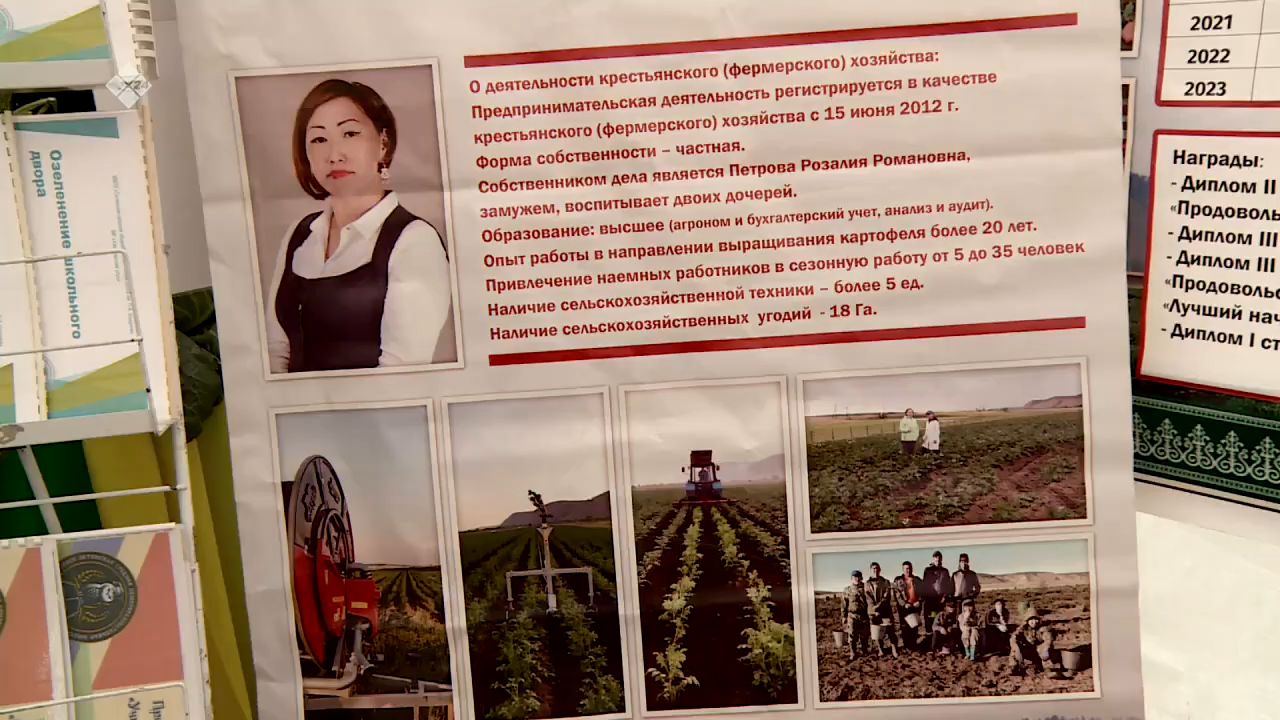 О деятельности крестьянского (фермерского) хозяйства:
Предпринимательская деятельность регистрируется в качестве
крестьянского (фермерского) хозяйства с 15 июня 2012 г.
Форма собственности – частная.
Собственником дела является Петрова Розалия Романовна,
замужем, воспитывает двоих дочерей.
Образование: высшее (агроном и бухгалтерский учет, анализ и аудит).
Опыт работы в направлении выращивания картофеля более 20 лет.
Привлечение наемных работников в сезонную работу от 5 до 35 человек
Наличие сельскохозяйственной техники – более 5 ед.
Наличие сельскохозяйственных угодий - 18 Га.
2021
2022
2023
Награды:
- Диплом II
«Продоволь
- Диплом III
- Диплом III
«Продоволь
«Лучший нач
- Диплом I ст
Озеленение школьного
двора